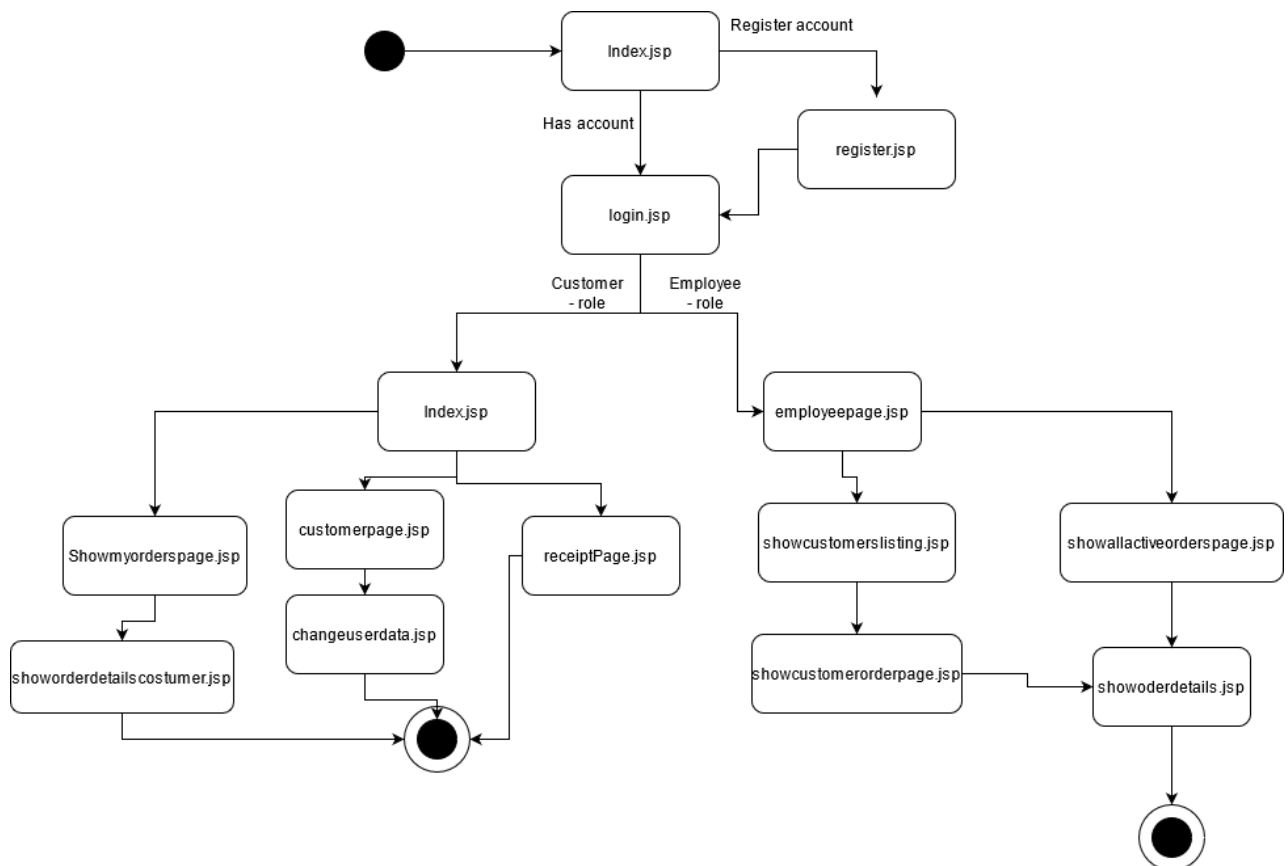 Register account
Index.jsp
Has account
register.jsp
login.jsp
Customer
- role
Employee
- role
Index.jsp
employeepage.jsp
Showmyorderspage.jsp
customerpage.jsp
receiptPage.jsp
showcustomerslisting.jsp
showallactiveorderspage.jsp
changeuserdata.jsp
showorderdetailscostumer.jsp
showcustomerorderpage.jsp
showoderdetails.jsp